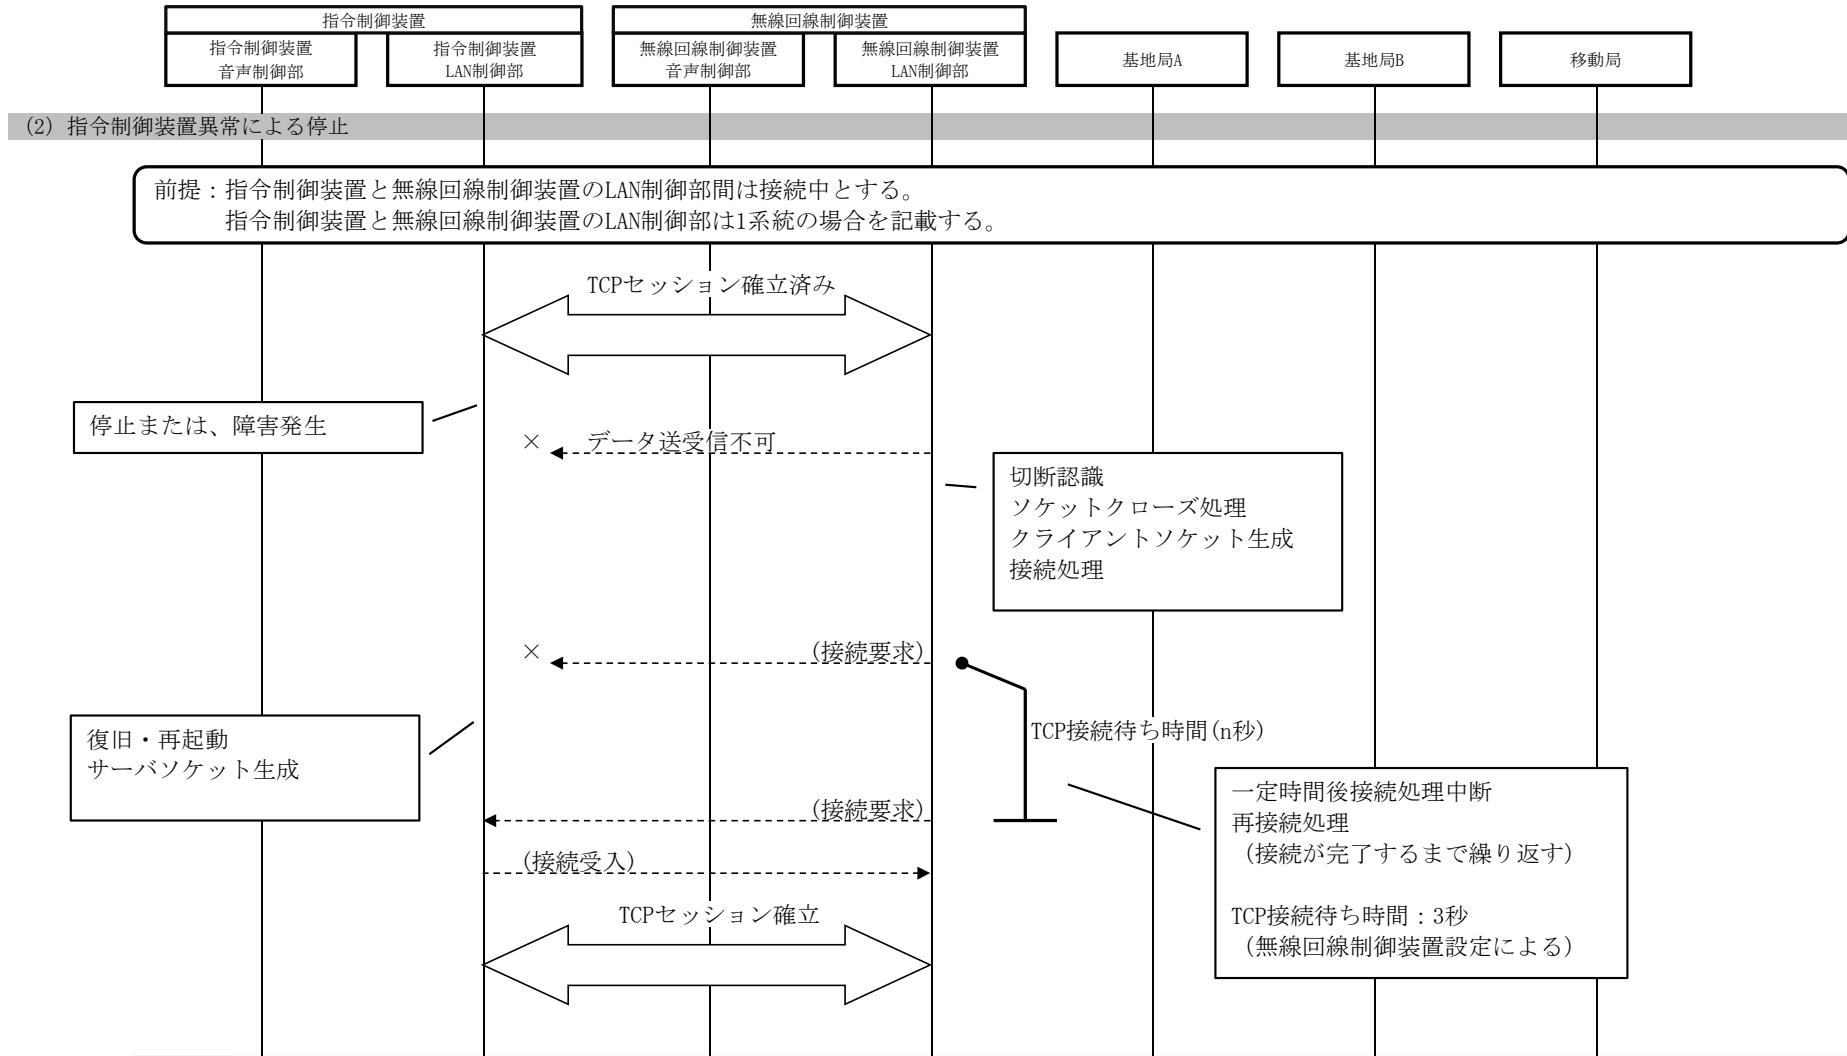 指令制御装置
無線回線制御装置
指令制御装置
音声制御部
指令制御装置
LAN制御部
無線回線制御装置
音声制御部
無線回線制御装置
LAN制御部
基地局A
基地局B
移動局
(2) 指令制御装置異常による停止
前提：指令制御装置と無線回線制御装置のLAN制御部間は接続中とする。
指令制御装置と無線回線制御装置のLAN制御部は1系統の場合を記載する。
TCPセッション確立済み
停止または、障害発生
× データ送受信不可
切断認識
ソケットクローズ処理
クライアントソケット生成
接続処理
× (接続要求)
復旧・再起動
サーバソケット生成
TCP接続待ち時間(n秒)
(接続要求)
一定時間後接続処理中断
再接続処理
（接続が完了するまで繰り返す）
TCP接続待ち時間：3秒
（無線回線制御装置設定による）
(接続受入)
TCPセッション確立